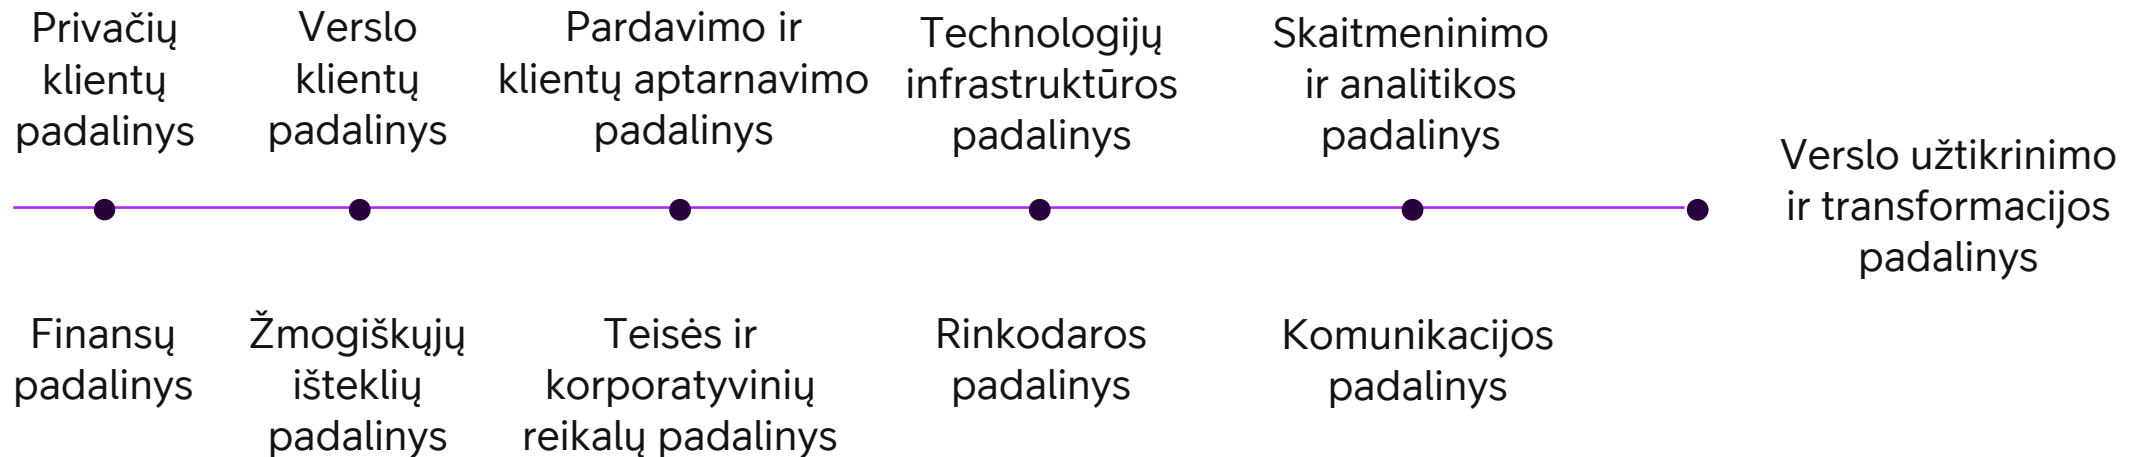 Privačių
klientų
padalinys
Verslo
klientų
padalinys
Pardavimo ir
klientų aptarnavimo
padalinys
Technologijų
infrastruktūros
padalinys
Skaitmeninimo
ir analitikos
padalinys
Verslo užtikrinimo
ir transformacijos
padalinys
Finansų
padalinys
Žmogiškųjų
išteklių
padalinys
Teisės ir
korporatyvinių
reikalų padalinys
Rinkodaros
padalinys
Komunikacijos
padalinys